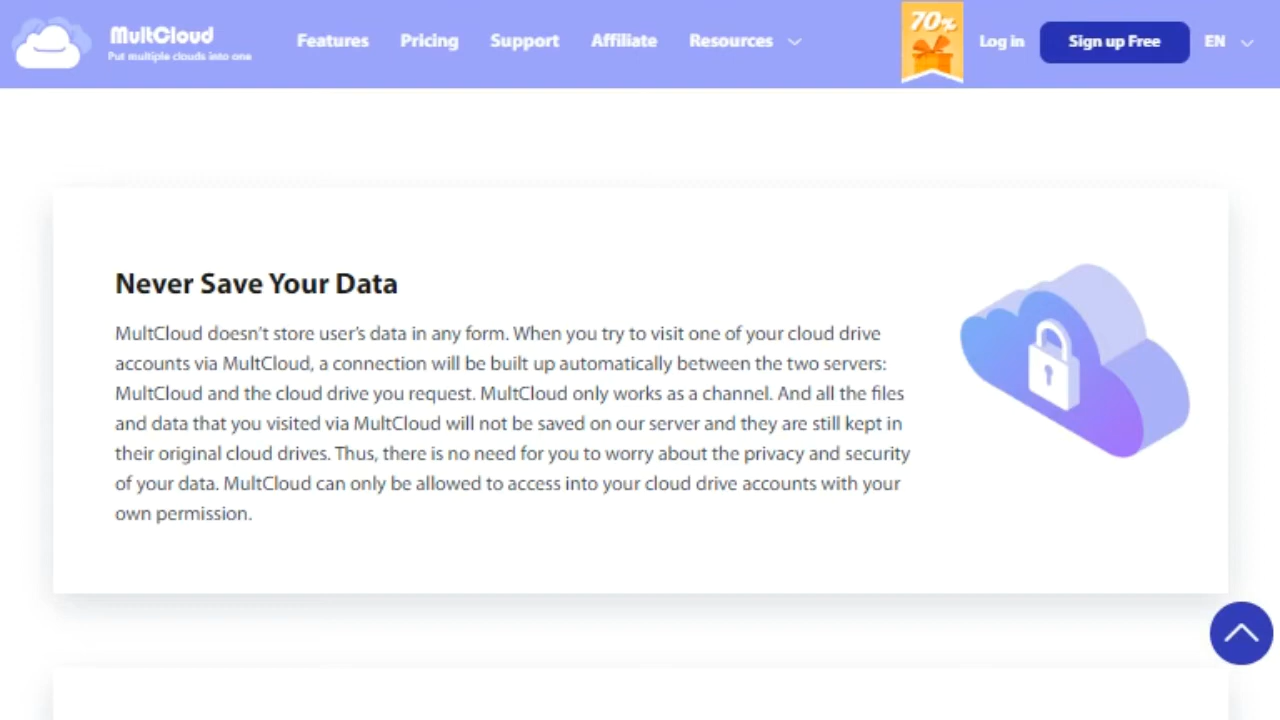 MultCloud
Put multiple clouds into one
Features Pricing Support Affiliate Resources
70%
Log in Sign up Free EN
Never Save Your Data
MultCloud doesn't store user's data in any form. When you try to visit one of your cloud drive
accounts via MultCloud, a connection will be built up automatically between the two servers:
MultCloud and the cloud drive you request. MultCloud only works as a channel. And all the files
and data that you visited via MultCloud will not be saved on our server and they are still kept in
their original cloud drives. Thus, there is no need for you to worry about the privacy and security
of your data. MultCloud can only be allowed to access into your cloud drive accounts with your
own permission.